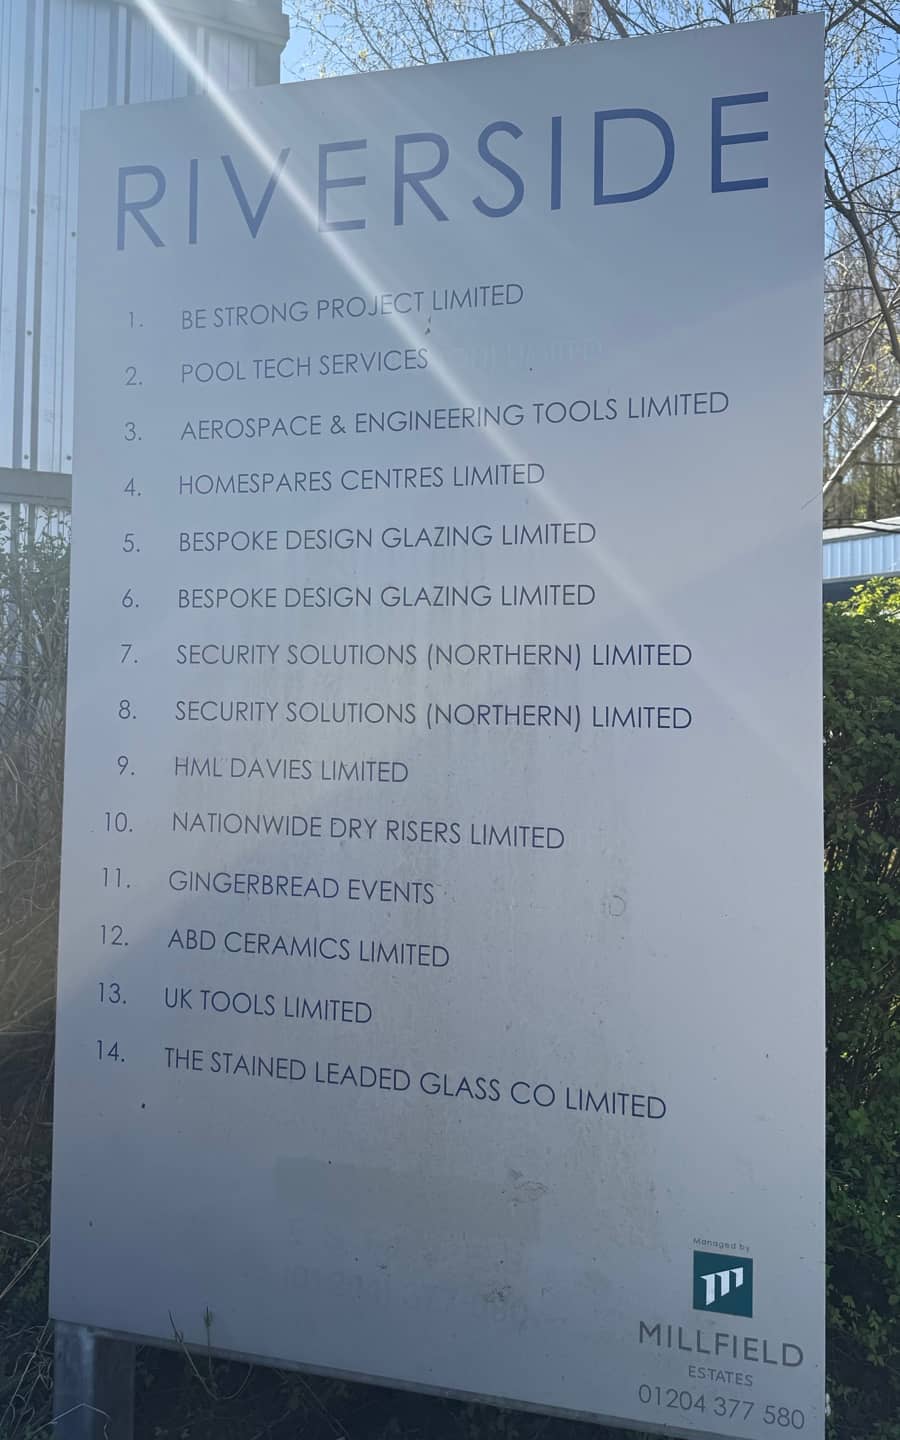 RIVERSIDE
1. BE STRONG PROJECT LIMITED
2. POOL TECH SERVICES
3. AEROSPACE & ENGINEERING TOOLS LIMITED
4. HOMESPARES CENTRES LIMITED
5. BESPOKE DESIGN GLAZING LIMITED
6. BESPOKE DESIGN GLAZING LIMITED
7. SECURITY SOLUTIONS (NORTHERN) LIMITED
8. SECURITY SOLUTIONS (NORTHERN) LIMITED
9. HML DAVIES LIMITED
10. NATIONWIDE DRY RISERS LIMITED
11. GINGERBREAD EVENTS
12. ABD CERAMICS LIMITED
13. UK TOOLS LIMITED
14. THE STAINED LEADED GLASS CO LIMITED
Managed by
MILLFIELD
ESTATES
01204 377 580